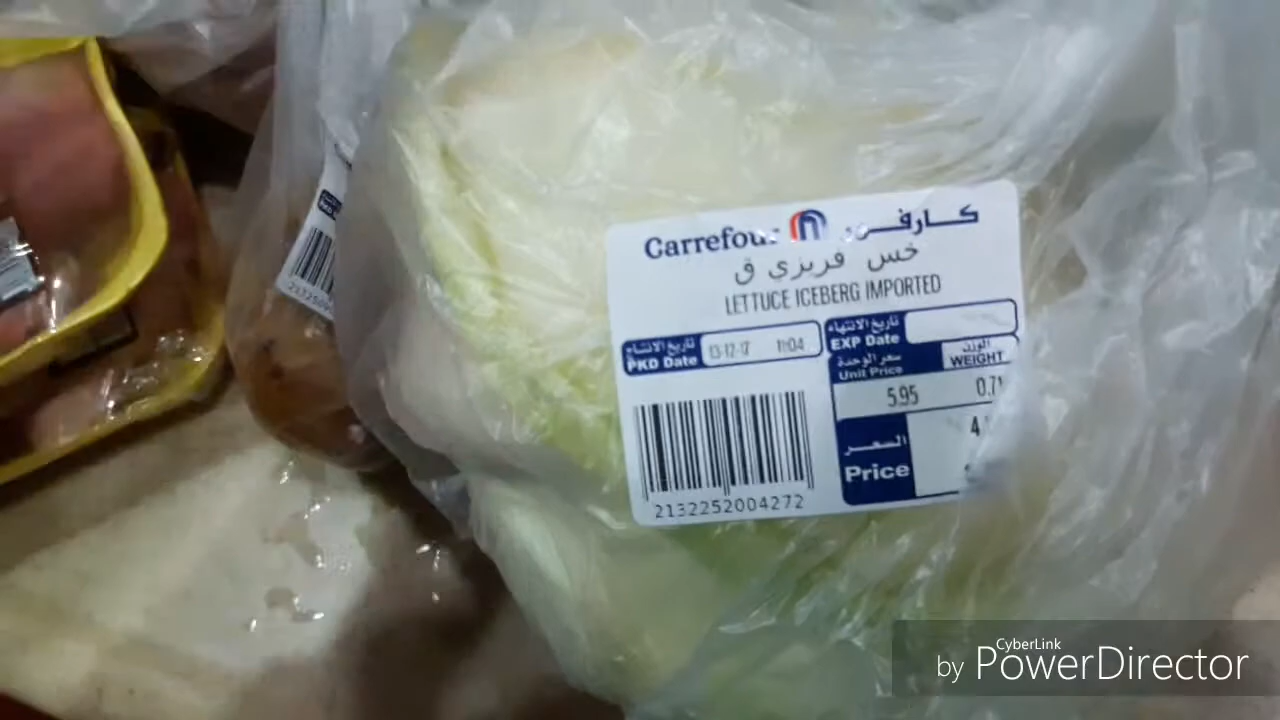 Carrefour كارفور
خس فريزي ق
LETTUCE ICEBERG IMPORTED
تاريخ الانتاج
PKD Date 13-12-17 11:04
تاريخ الانتهاء
EXP Date
سعر الوحدة
Unit Price
الوزن
WEIGHT
5.95
السعر
Price
2132252004272
CyberLink
by PowerDirector